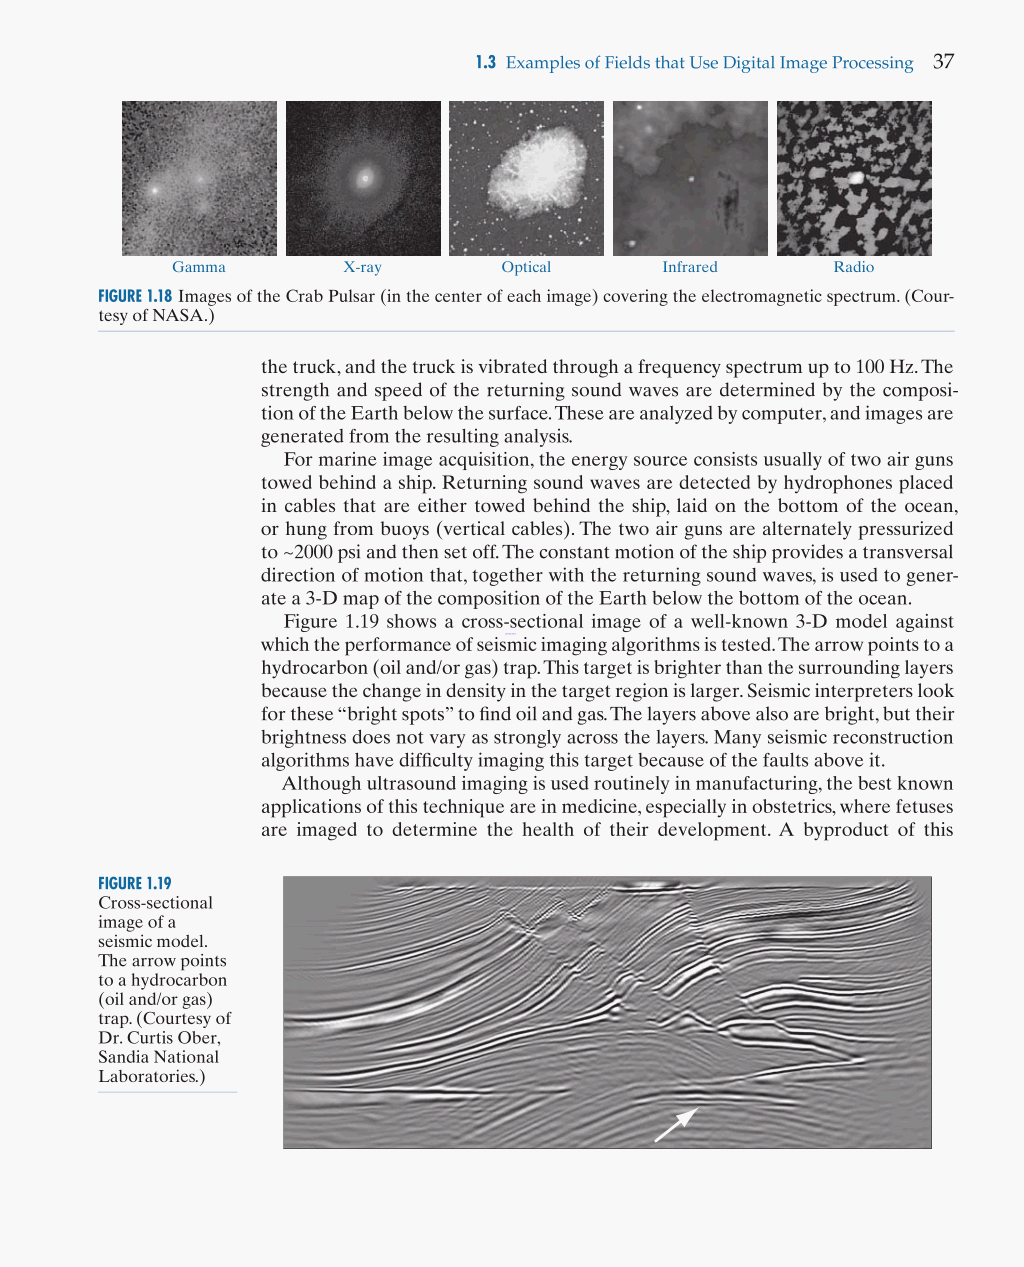 1.3 Examples of Fields that Use Digital Image Processing 37
Gamma X-ray Optical Infrared Radio
FIGURE 1.18 Images of the Crab Pulsar (in the center of each image) covering the electromagnetic spectrum. (Cour-
tesy of NASA.)
the truck, and the truck is vibrated through a frequency spectrum up to 100 Hz. The
strength and speed of the returning sound waves are determined by the composi-
tion of the Earth below the surface. These are analyzed by computer, and images are
generated from the resulting analysis.
For marine image acquisition, the energy source consists usually of two air guns
towed behind a ship. Returning sound waves are detected by hydrophones placed
in cables that are either towed behind the ship, laid on the bottom of the ocean,
or hung from buoys (vertical cables). The two air guns are alternately pressurized
to ~2000 psi and then set off. The constant motion of the ship provides a transversal
direction of motion that, together with the returning sound waves, is used to gener-
ate a 3-D map of the composition of the Earth below the bottom of the ocean.
Figure 1.19 shows a cross-sectional image of a well-known 3-D model against
which the performance of seismic imaging algorithms is tested. The arrow points to a
hydrocarbon (oil and/or gas) trap. This target is brighter than the surrounding layers
because the change in density in the target region is larger. Seismic interpreters look
for these “bright spots” to find oil and gas. The layers above also are bright, but their
brightness does not vary as strongly across the layers. Many seismic reconstruction
algorithms have difficulty imaging this target because of the faults above it.
Although ultrasound imaging is used routinely in manufacturing, the best known
applications of this technique are in medicine, especially in obstetrics, where fetuses
are imaged to determine the health of their development. A byproduct of this
FIGURE 1.19
Cross-sectional
image of a
seismic model.
The arrow points
to a hydrocarbon
(oil and/or gas)
trap. (Courtesy of
Dr. Curtis Ober,
Sandia National
Laboratories.)